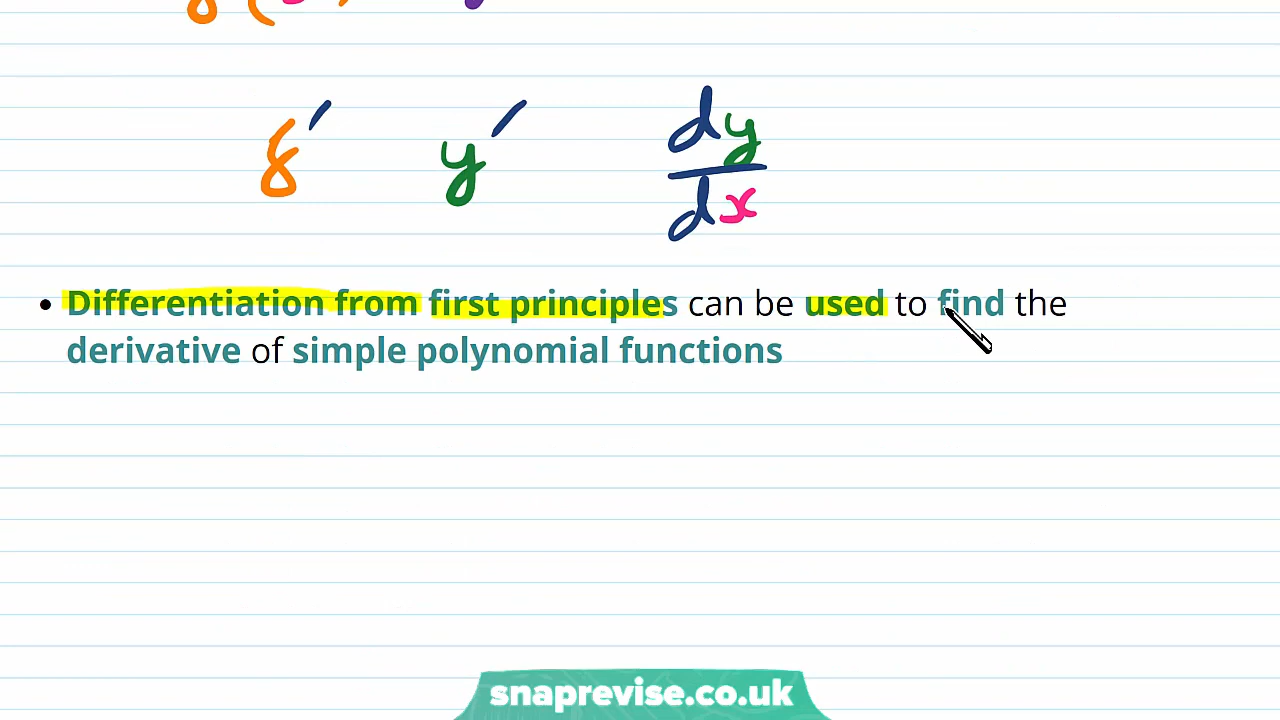 f' y' dy
dx
• Differentiation from first principles can be used to find the
derivative of simple polynomial functions
snaprevise.co.uk